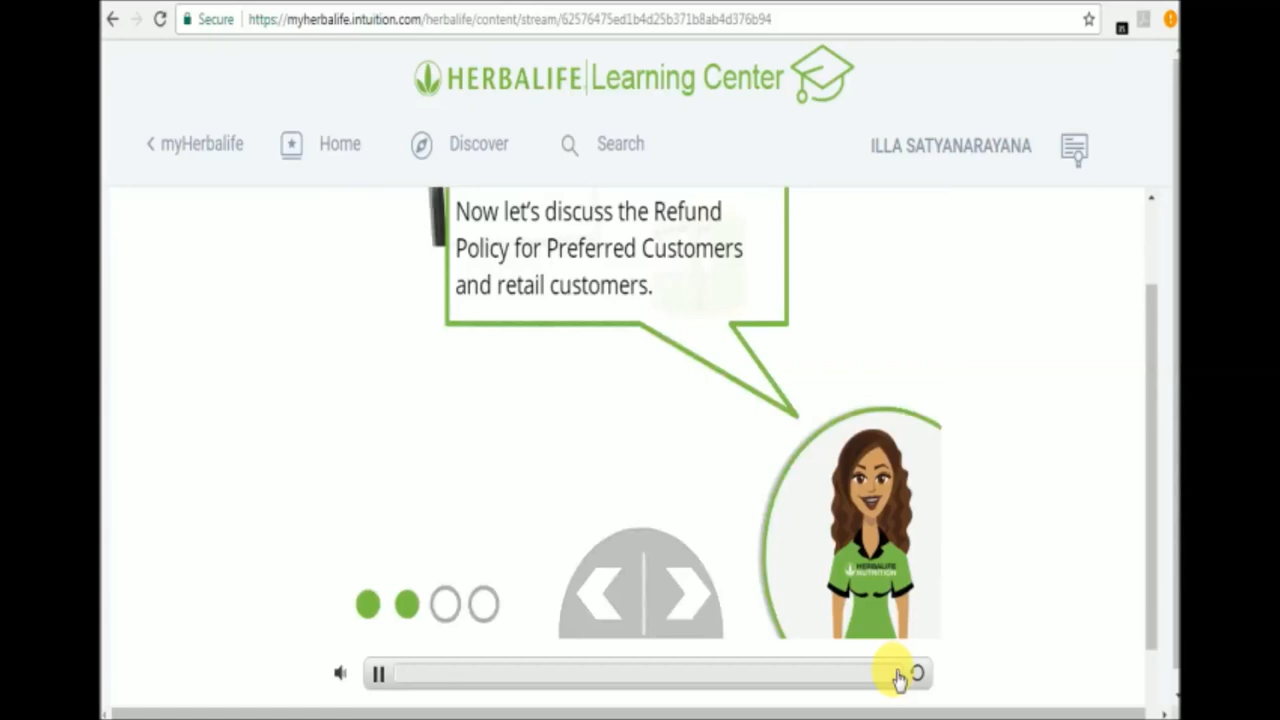 Secure https://myherbalife.intuition.com/herbalife/content/stream/62576475ed1b4d25b371b8ab4d376b94
HERBALIFE Learning Center
myHerbalife Home Discover Search ILLA SATYANARAYANA
Now let's discuss the Refund
Policy for Preferred Customers
and retail customers.
HERBALIFE
NUTRITION